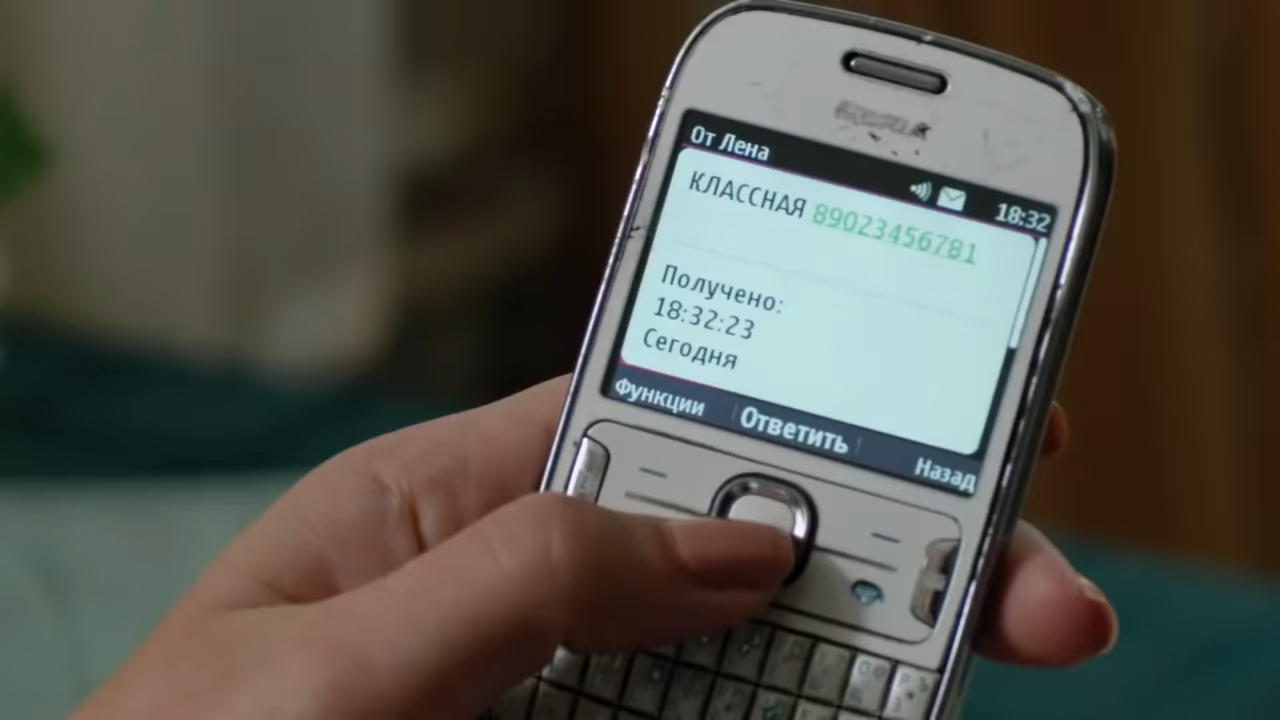 От Лена
18:32
КЛАССНАЯ 89023456781
Получено:
18:32:23
Сегодня
Функции Ответить Назад